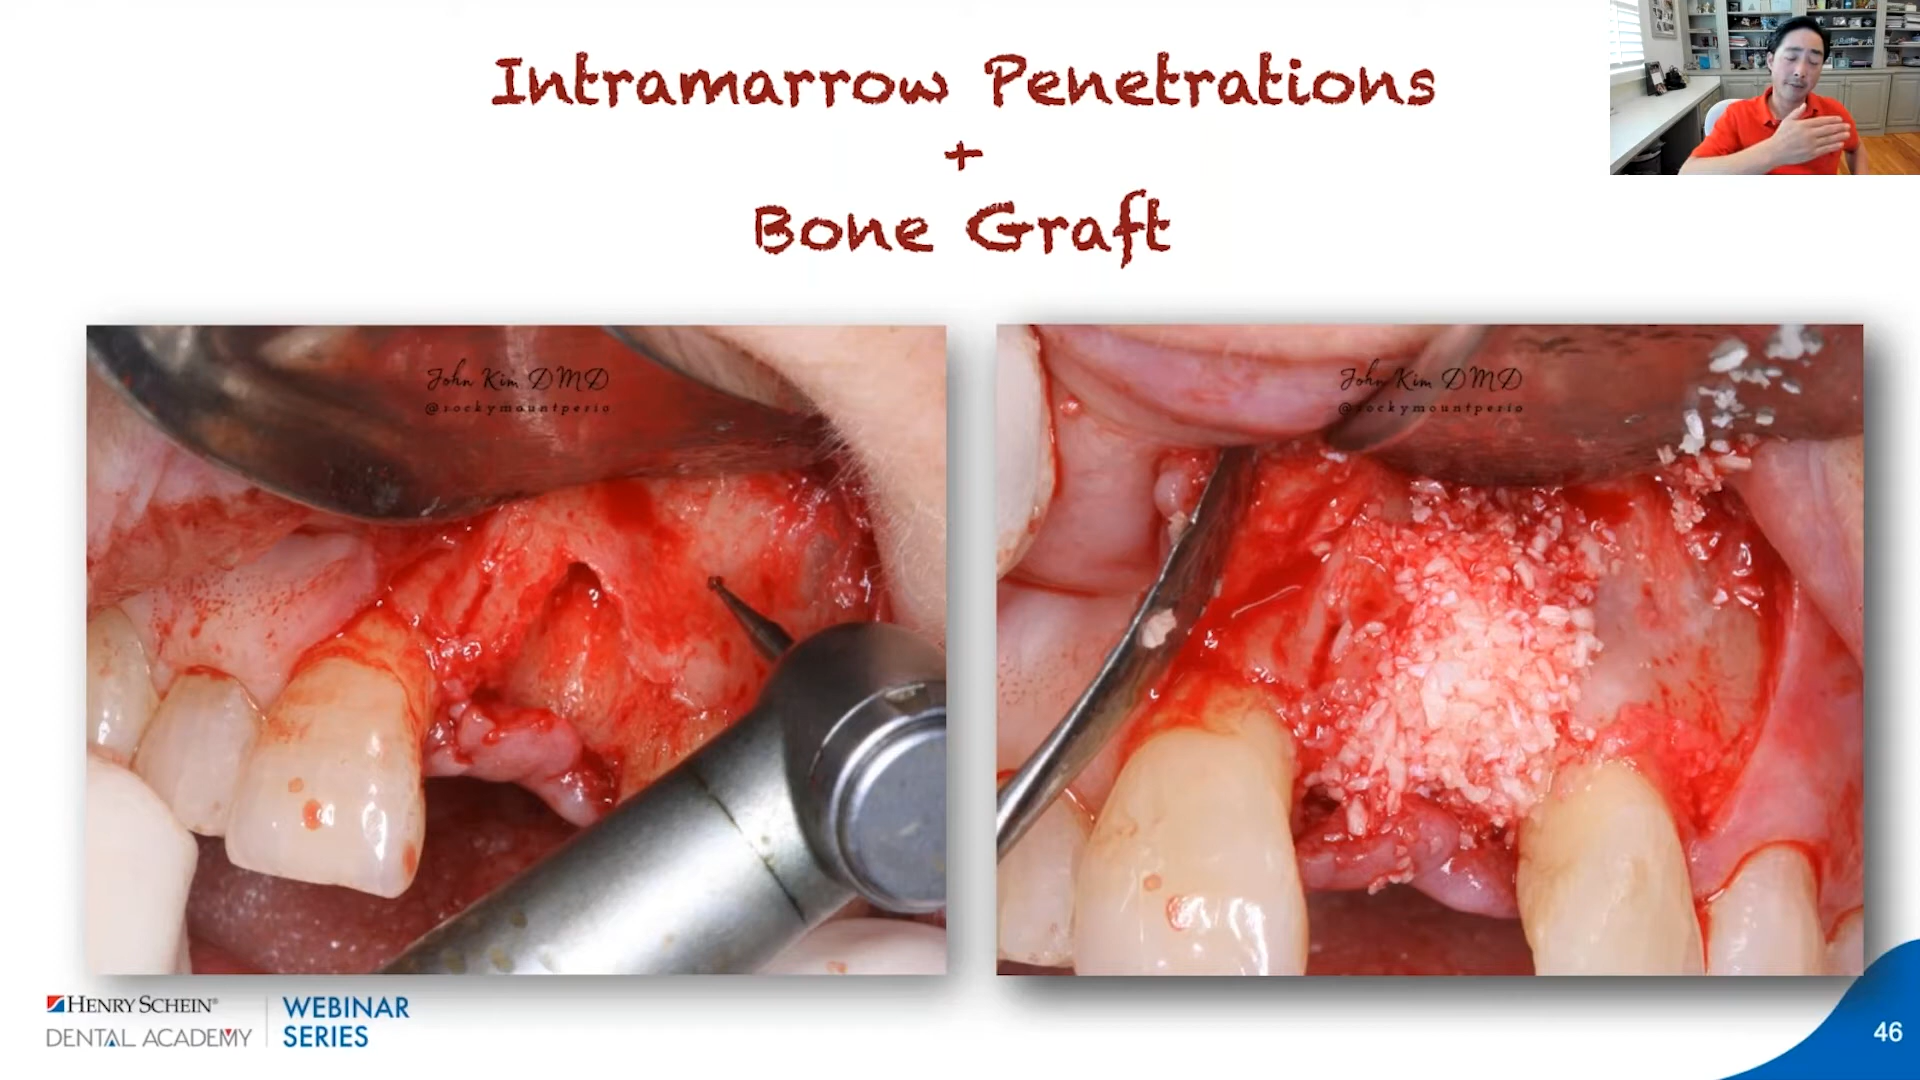 Intramarrow Penetrations
+
Bone Graft
John Kim DMD
@rockymountperio
John Kim DMD
@rockymountperio
HENRY SCHEIN®
DENTAL ACADEMY
WEBINAR
SERIES
46